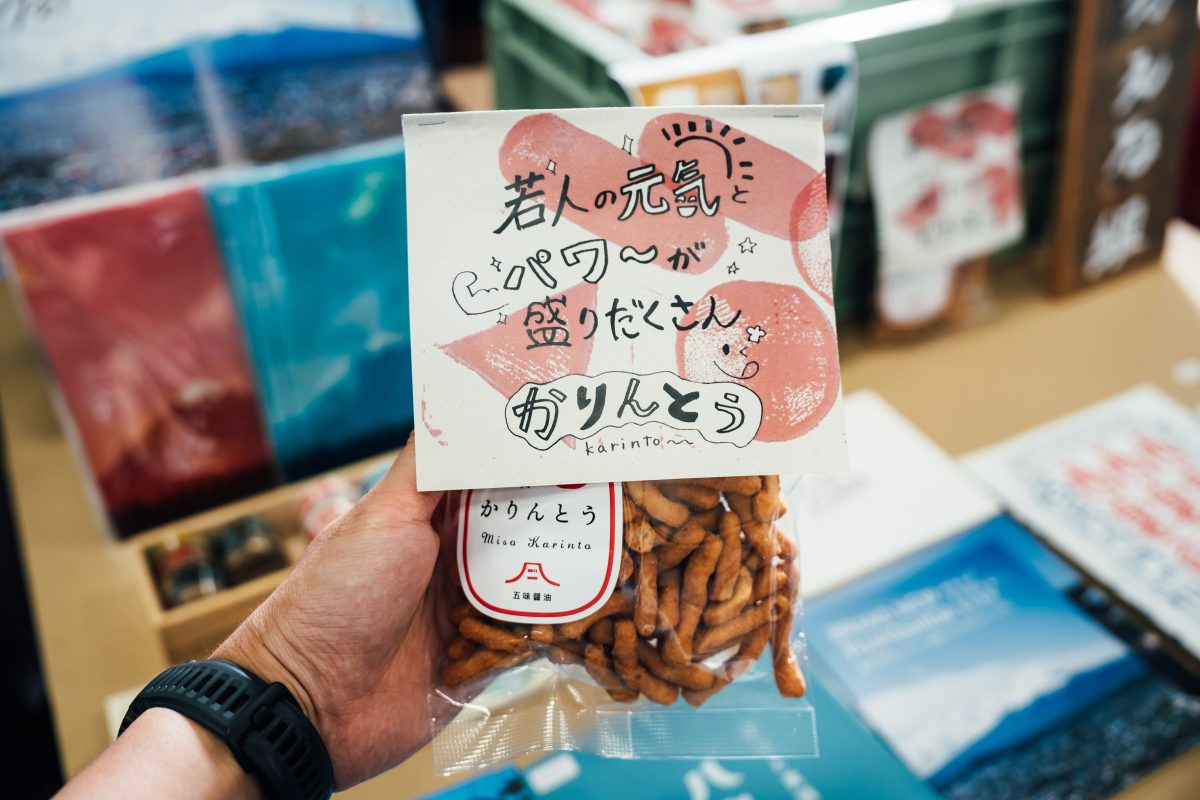 若人の元気と
パワ〜が
盛りだくさん
かりんとう
karinto〜
かりんとう
Miso Karinto
五味醤油